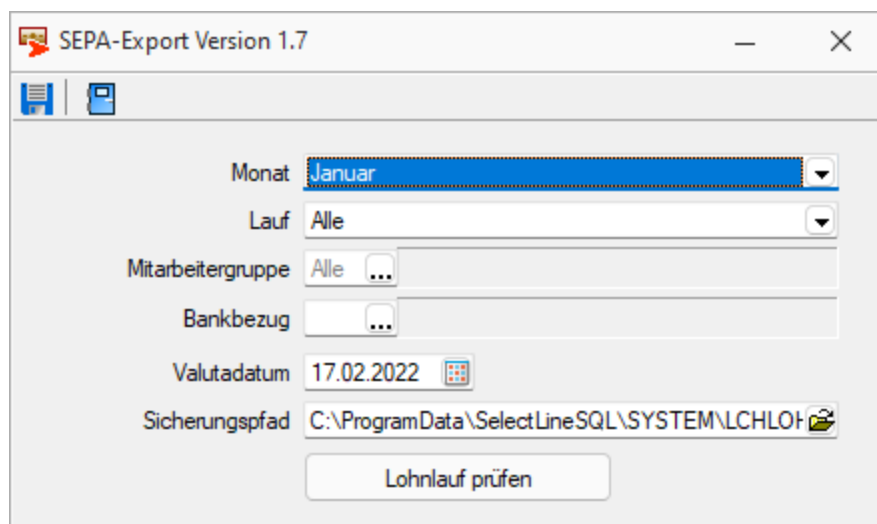 SEPA-Export Version 1.7
Monat Januar
Lauf Alle
Mitarbeitergruppe Alle ...
Bankbezug ...
Valutadatum 17.02.2022
Sicherungspfad C:\ProgramData\SelectLineSQL\SYSTEM\LCHLOH
Lohnlauf prüfen